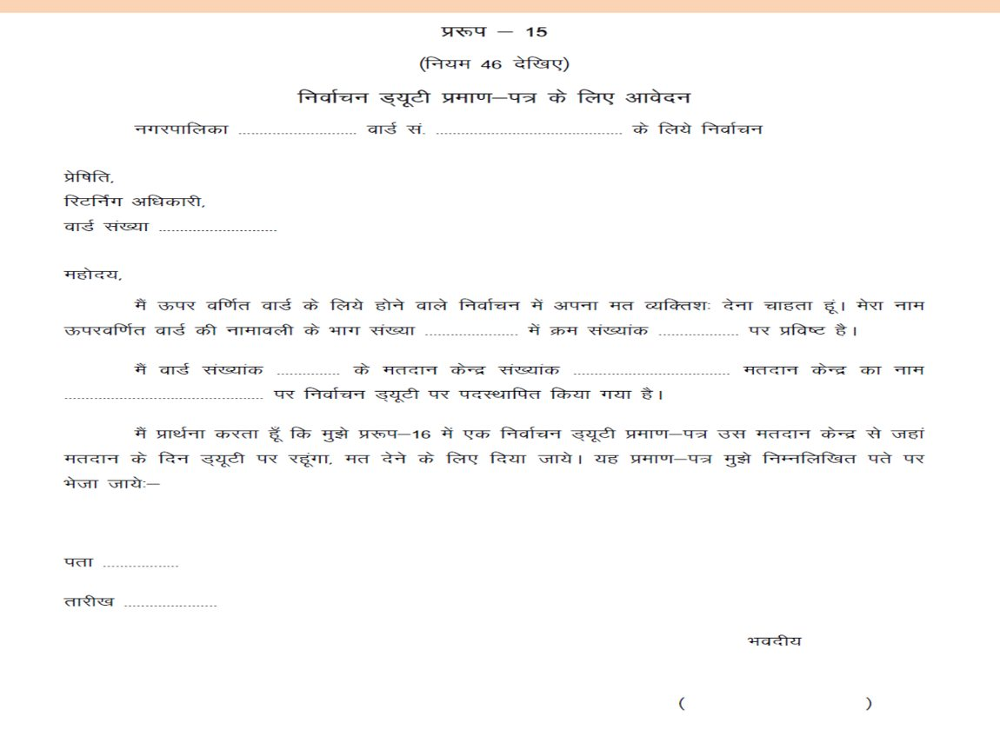 प्ररूप – 15
(नियम 46 देखिए)
निर्वाचन ड्यूटी प्रमाण–पत्र के लिए आवेदन
नगरपालिका ............................ वार्ड सं. ............................................ के लिये निर्वाचन
प्रेषिति,
रिटर्निंग अधिकारी,
वार्ड संख्या ............................
महोदय,
मैं ऊपर वर्णित वार्ड के लिये होने वाले निर्वाचन में अपना मत व्यक्तिशः देना चाहता हूं। मेरा नाम
ऊपरवर्णित वार्ड की नामावली के भाग संख्या ...................... में क्रम संख्यांक ................... पर प्रविष्ट है।
मैं वार्ड संख्यांक ............... के मतदान केन्द्र संख्यांक ..................................... मतदान केन्द्र का नाम
............................................... पर निर्वाचन ड्यूटी पर पदस्थापित किया गया है।
मैं प्रार्थना करता हूँ कि मुझे प्ररूप–16 में एक निर्वाचन ड्यूटी प्रमाण–पत्र उस मतदान केन्द्र से जहां
मतदान के दिन ड्यूटी पर रहूंगा, मत देने के लिए दिया जाये। यह प्रमाण–पत्र मुझे निम्नलिखित पते पर
भेजा जायेः–
पता ..................
तारीख ......................
भवदीय
( )